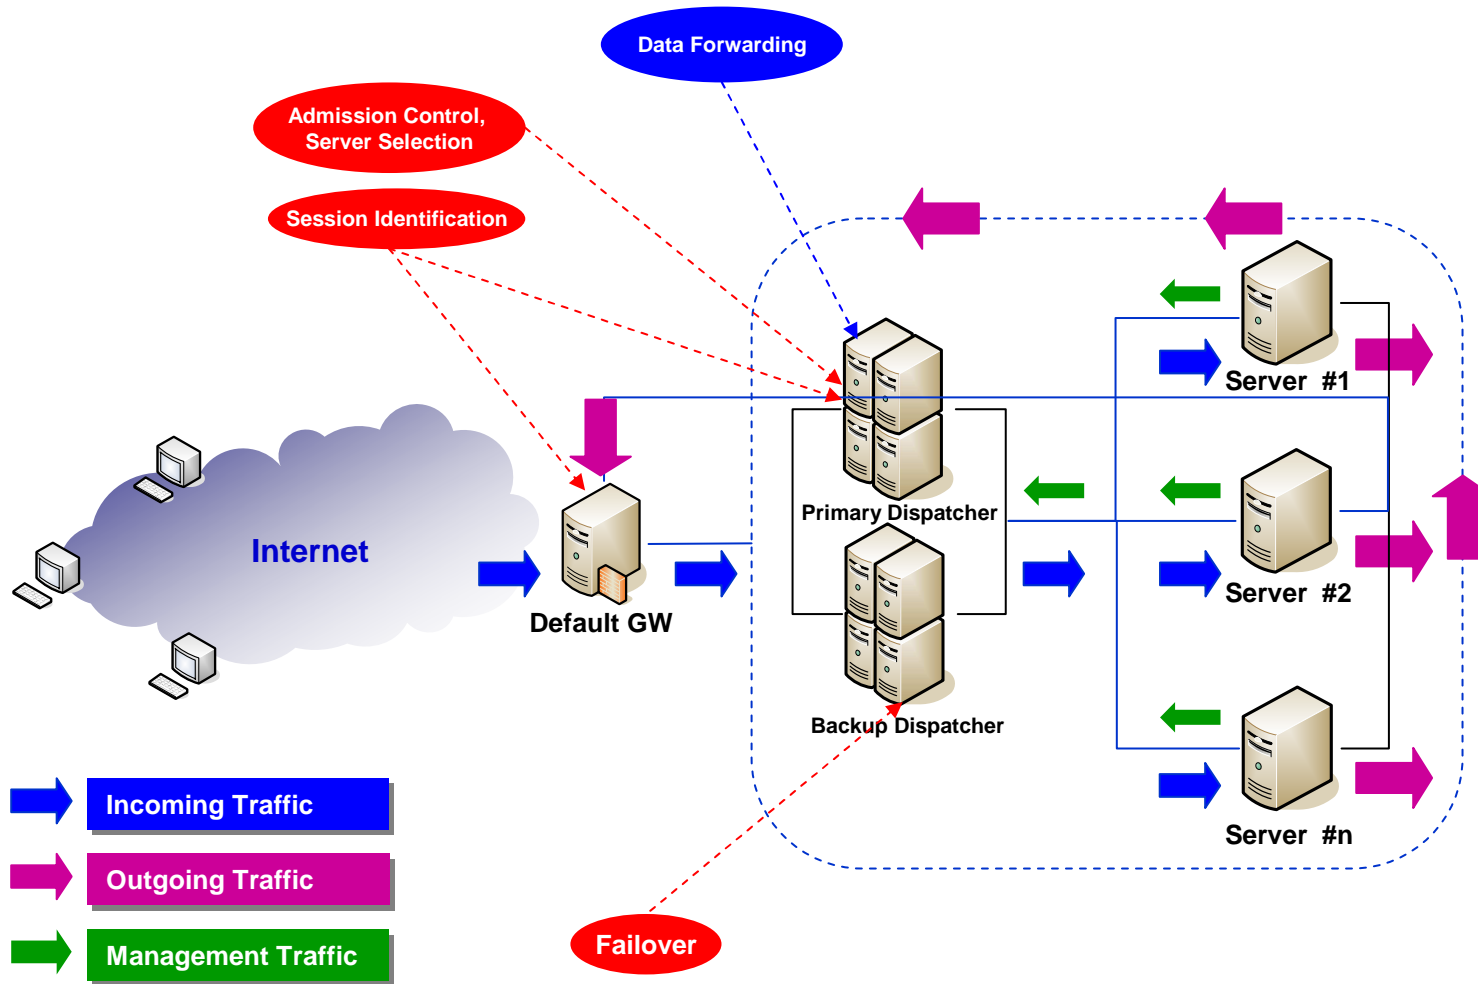 Data Forwarding
Admission Control,
Server Selection
Session Identification
Server #1
Primary Dispatcher
Internet
Server #2
Default GW
Backup Dispatcher
Server #n
Incoming Traffic
Outgoing Traffic
Failover
Management Traffic